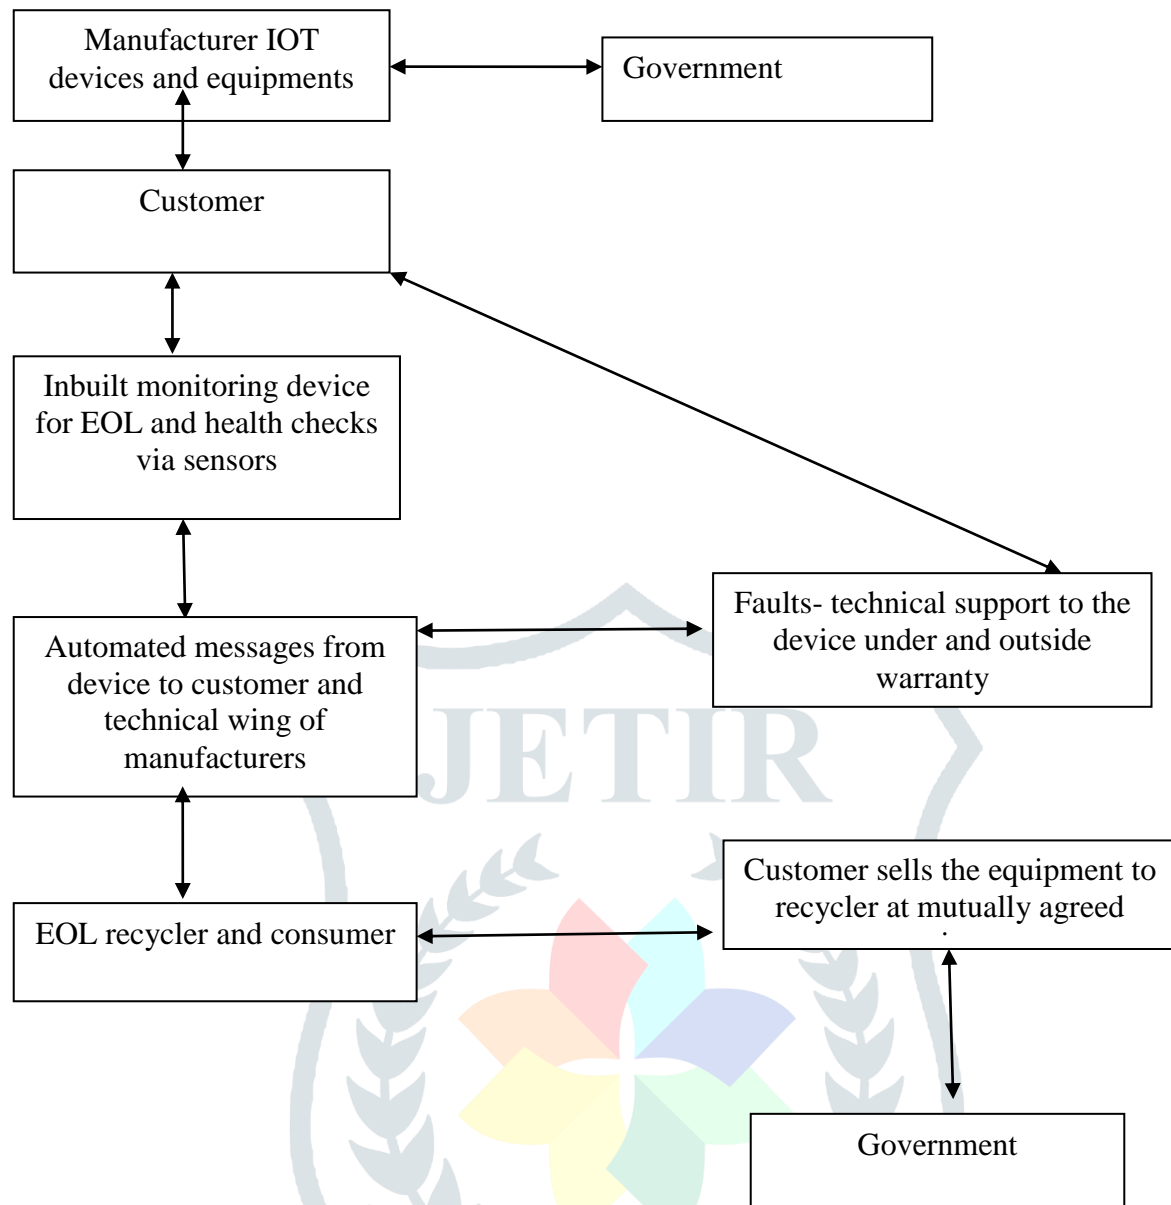 Manufacturer IOT
devices and equipments
Government
Customer
Inbuilt monitoring device
for EOL and health checks
via sensors
Faults- technical support to the
device under and outside
warranty
Automated messages from
device to customer and
technical wing of
manufacturers
JETIR
Customer sells the equipment to
recycler at mutually agreed
EOL recycler and consumer
Government